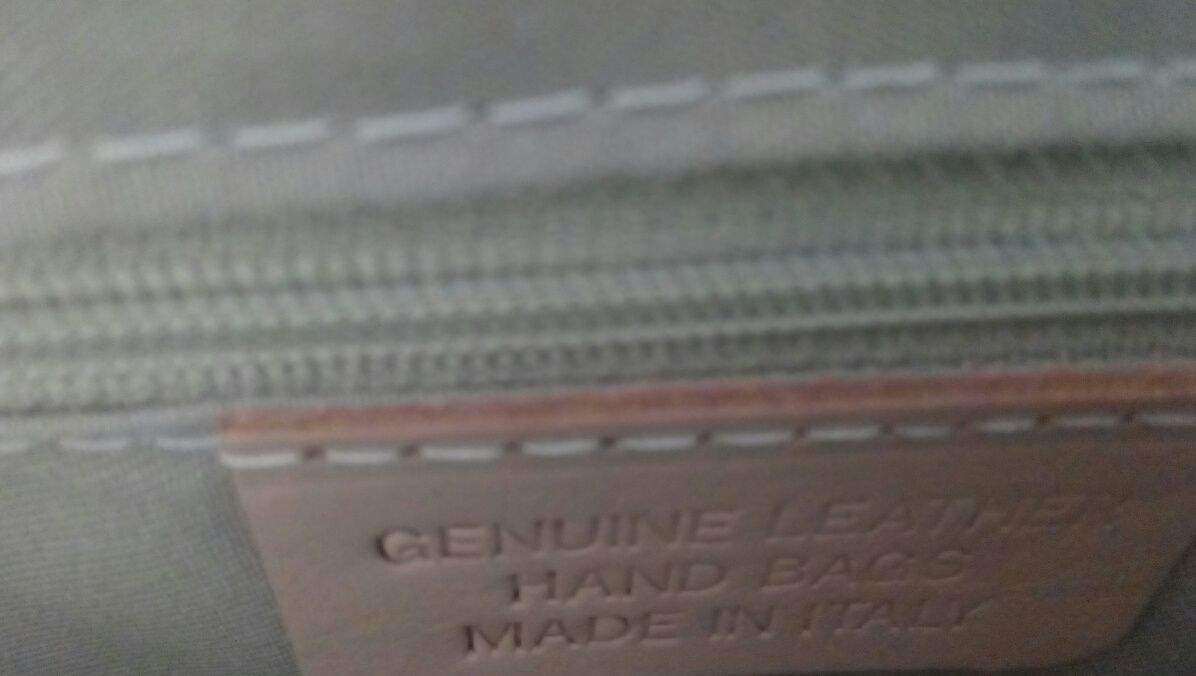 GENUINE LEATHER
HAND BAGS
MADE IN ITALY